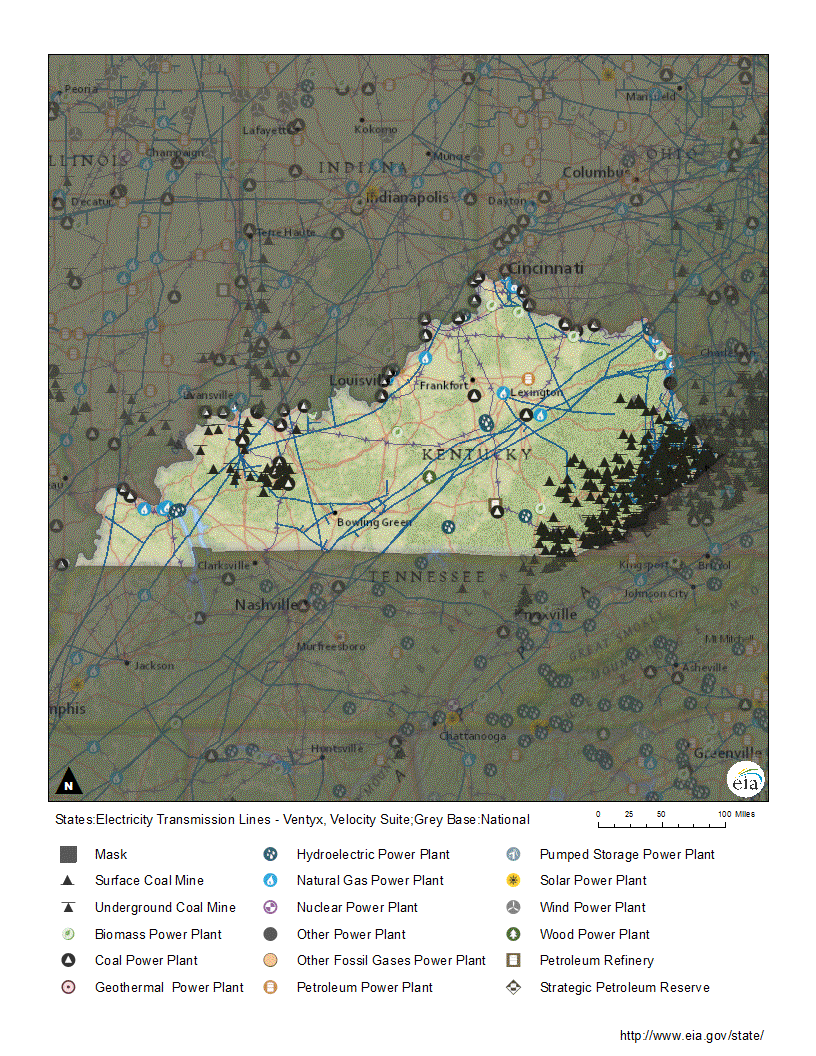 Peoria
Mansfield
Lafayette
Kokomo
ILLINOIS
Champaign
Muncie
OHIO
INDIANA
Columbus
Decatur
Indianapolis
Dayton
Terre Haute
Cincinnati
Charleston
Louisville
Frankfort
Evansville
Lexington
KENTUCKY
Bowling Green
Clarksville
Kingsport
Bristol
TENNESSEE
Johnson City
Nashville
Knoxville
GREAT SMOKY
MOUNTAINS
Mt Mitchell
Murfreesboro
Jackson
Asheville
mphis
Chattanooga
Huntsville
Greenville
N
eia
States:Electricity Transmission Lines - Ventyx, Velocity Suite;Grey Base:National
0 25 50 100 Miles
Mask
Hydroelectric Power Plant
Pumped Storage Power Plant
Surface Coal Mine
Natural Gas Power Plant
Solar Power Plant
Underground Coal Mine
Nuclear Power Plant
Wind Power Plant
Biomass Power Plant
Other Power Plant
Wood Power Plant
Coal Power Plant
Other Fossil Gases Power Plant
Petroleum Refinery
Geothermal Power Plant
Petroleum Power Plant
Strategic Petroleum Reserve
http://www.eia.gov/state/